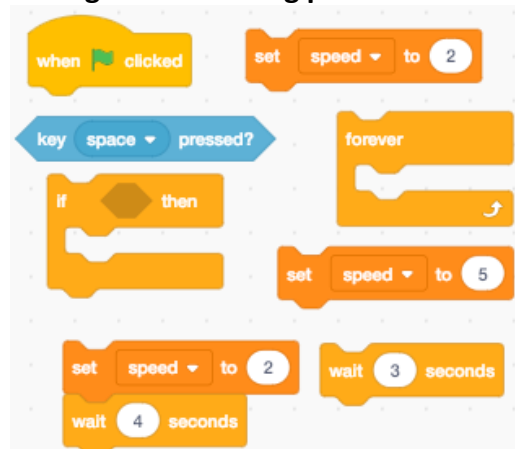 when clicked
set speed to 2
key space pressed?
forever
if then
set speed to 5
set speed to 2
wait 3 seconds
wait 4 seconds